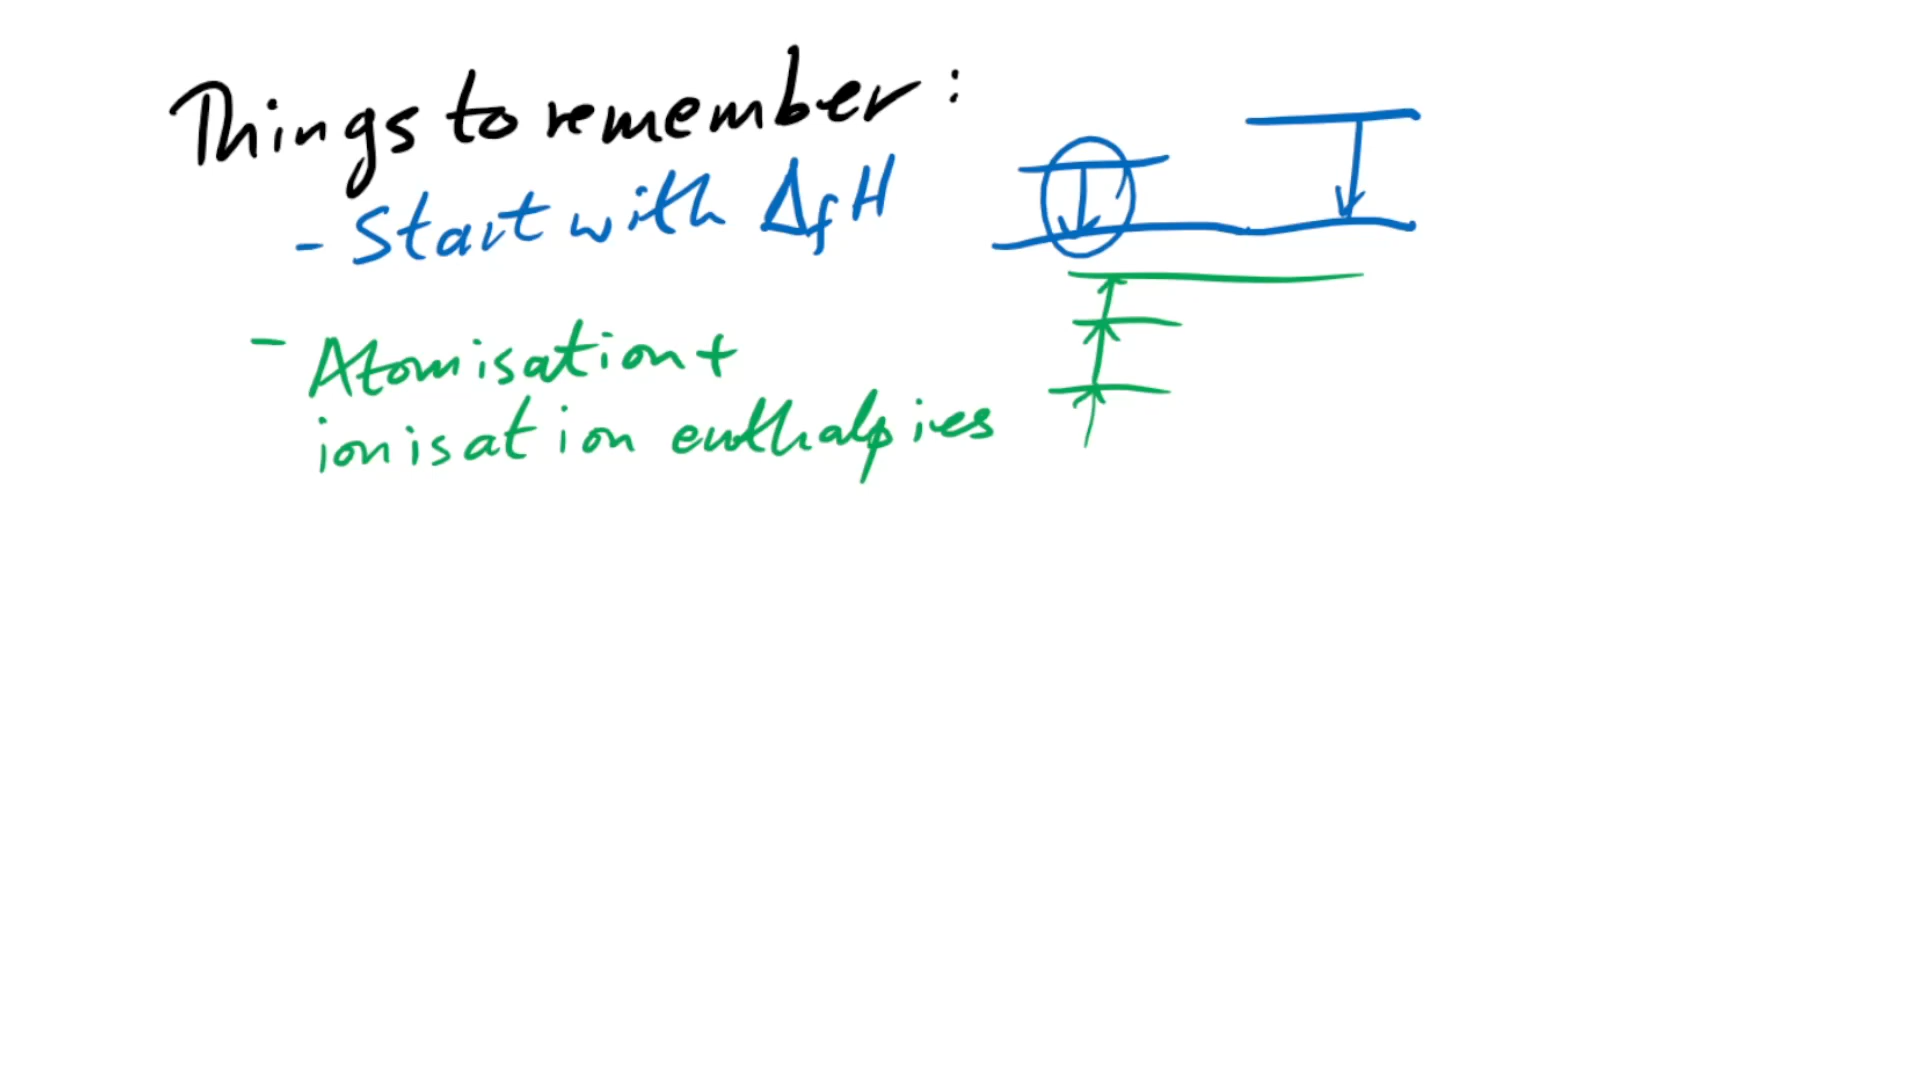 Things to remember:
- Start with ΔfH
- Atomisation +
ionisation enthalpies